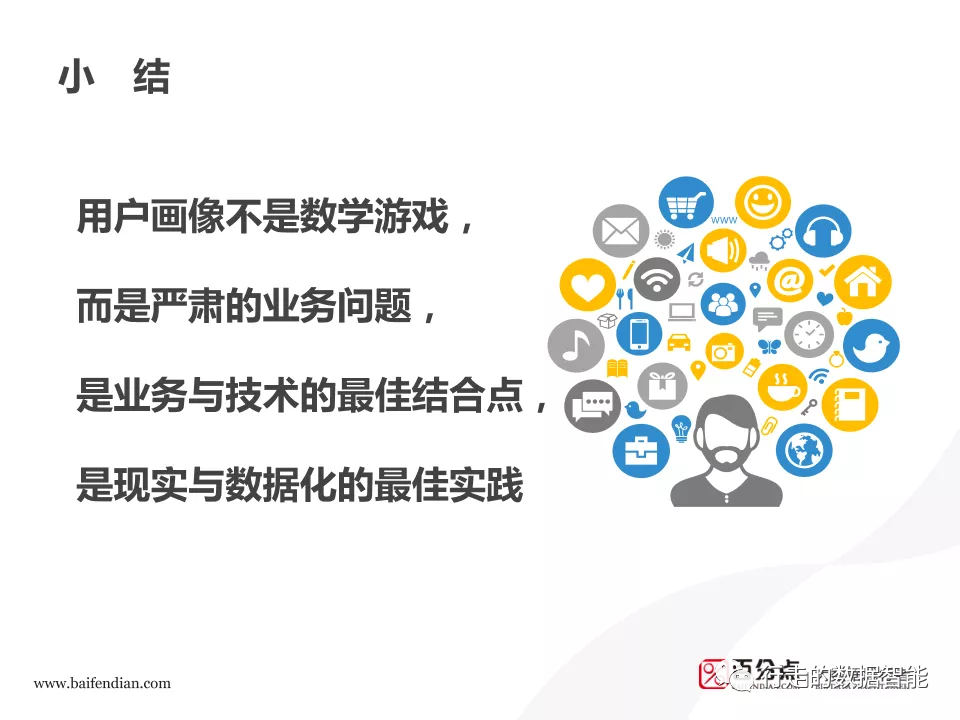 小 结
用户画像不是数学游戏，
www
而是严肃的业务问题，
是业务与技术的最佳结合点，
是现实与数据化的最佳实践
www.baifendian.com
百分点
走的数据智能